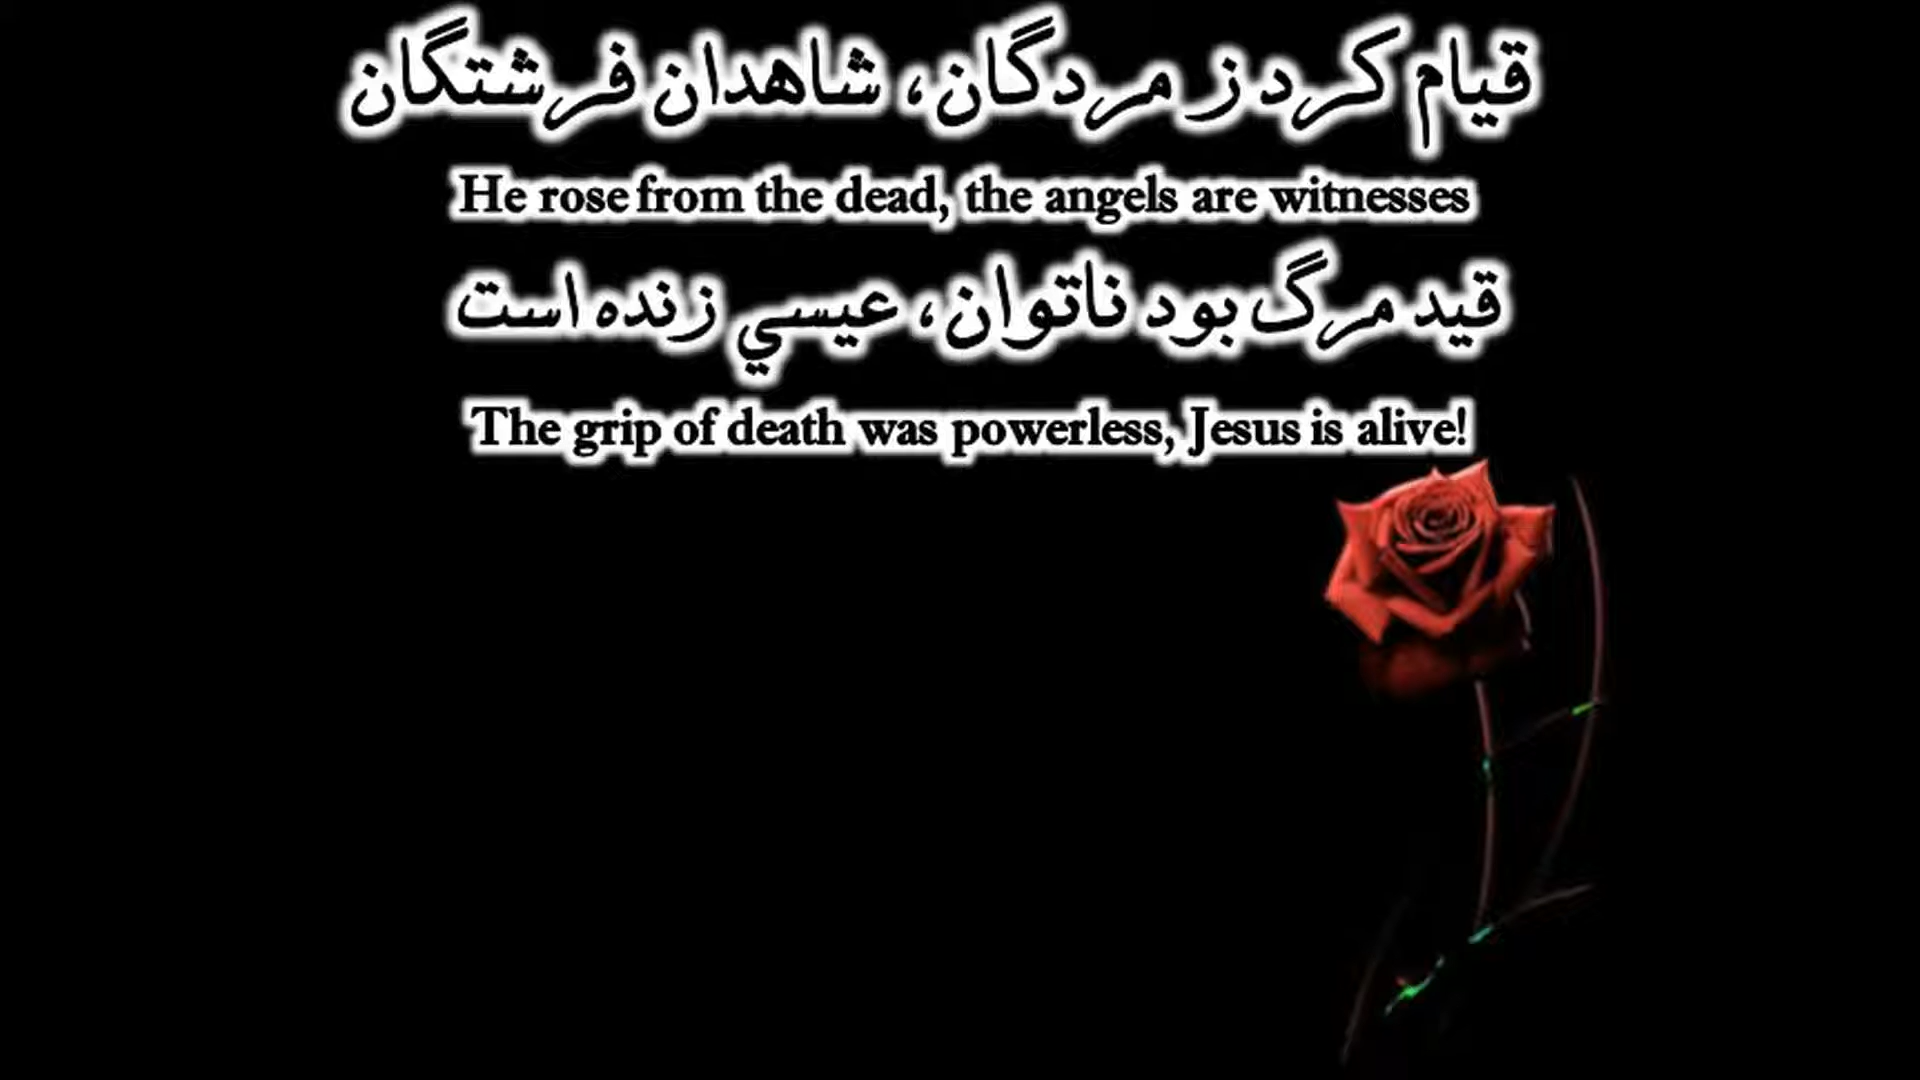 قیام کرد ز مردگان، شاهدان فرشتگان
He rose from the dead, the angels are witnesses
قید مرگ بود ناتوان، عیسي زنده است
The grip of death was powerless, Jesus is alive!